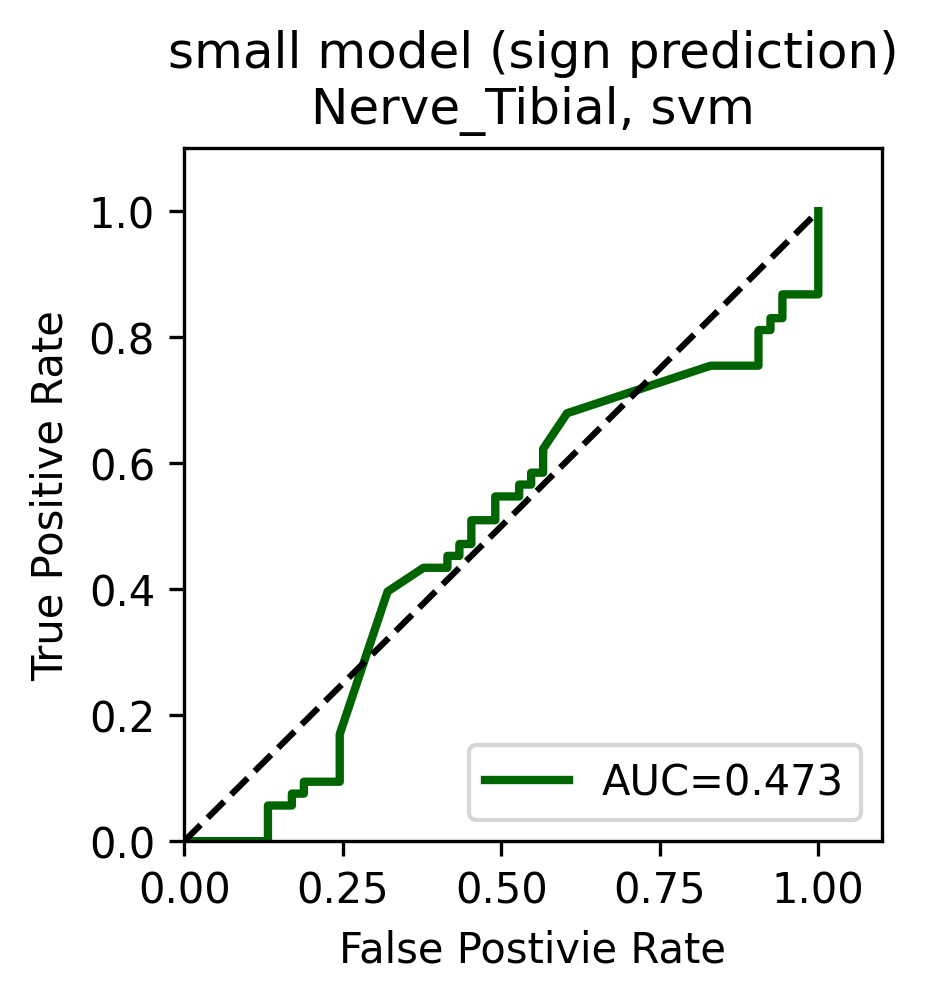 small model (sign prediction)
Nerve_Tibial, svm
True Positive Rate
1.0
0.8
0.6
0.4
0.2
0.0
AUC=0.473
0.00 0.25 0.50 0.75 1.00
False Postivie Rate